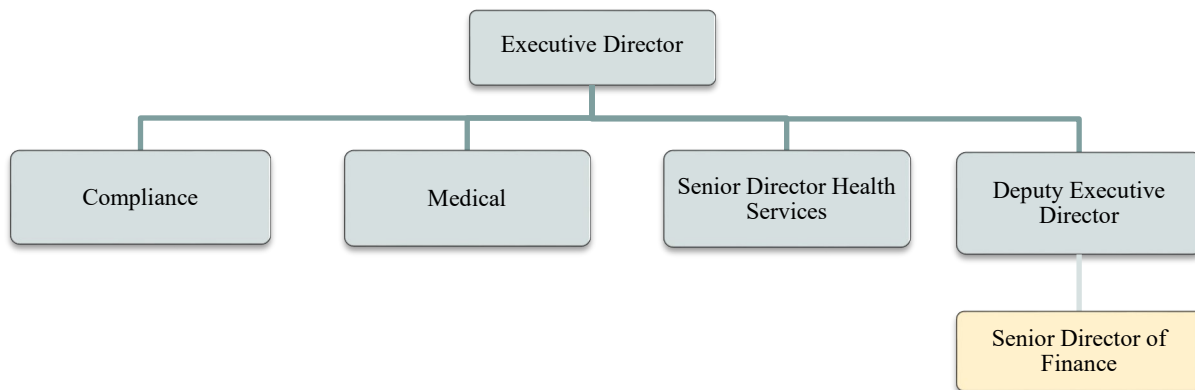 Executive Director
Compliance
Medical
Senior Director Health
Services
Deputy Executive
Director
Senior Director of
Finance